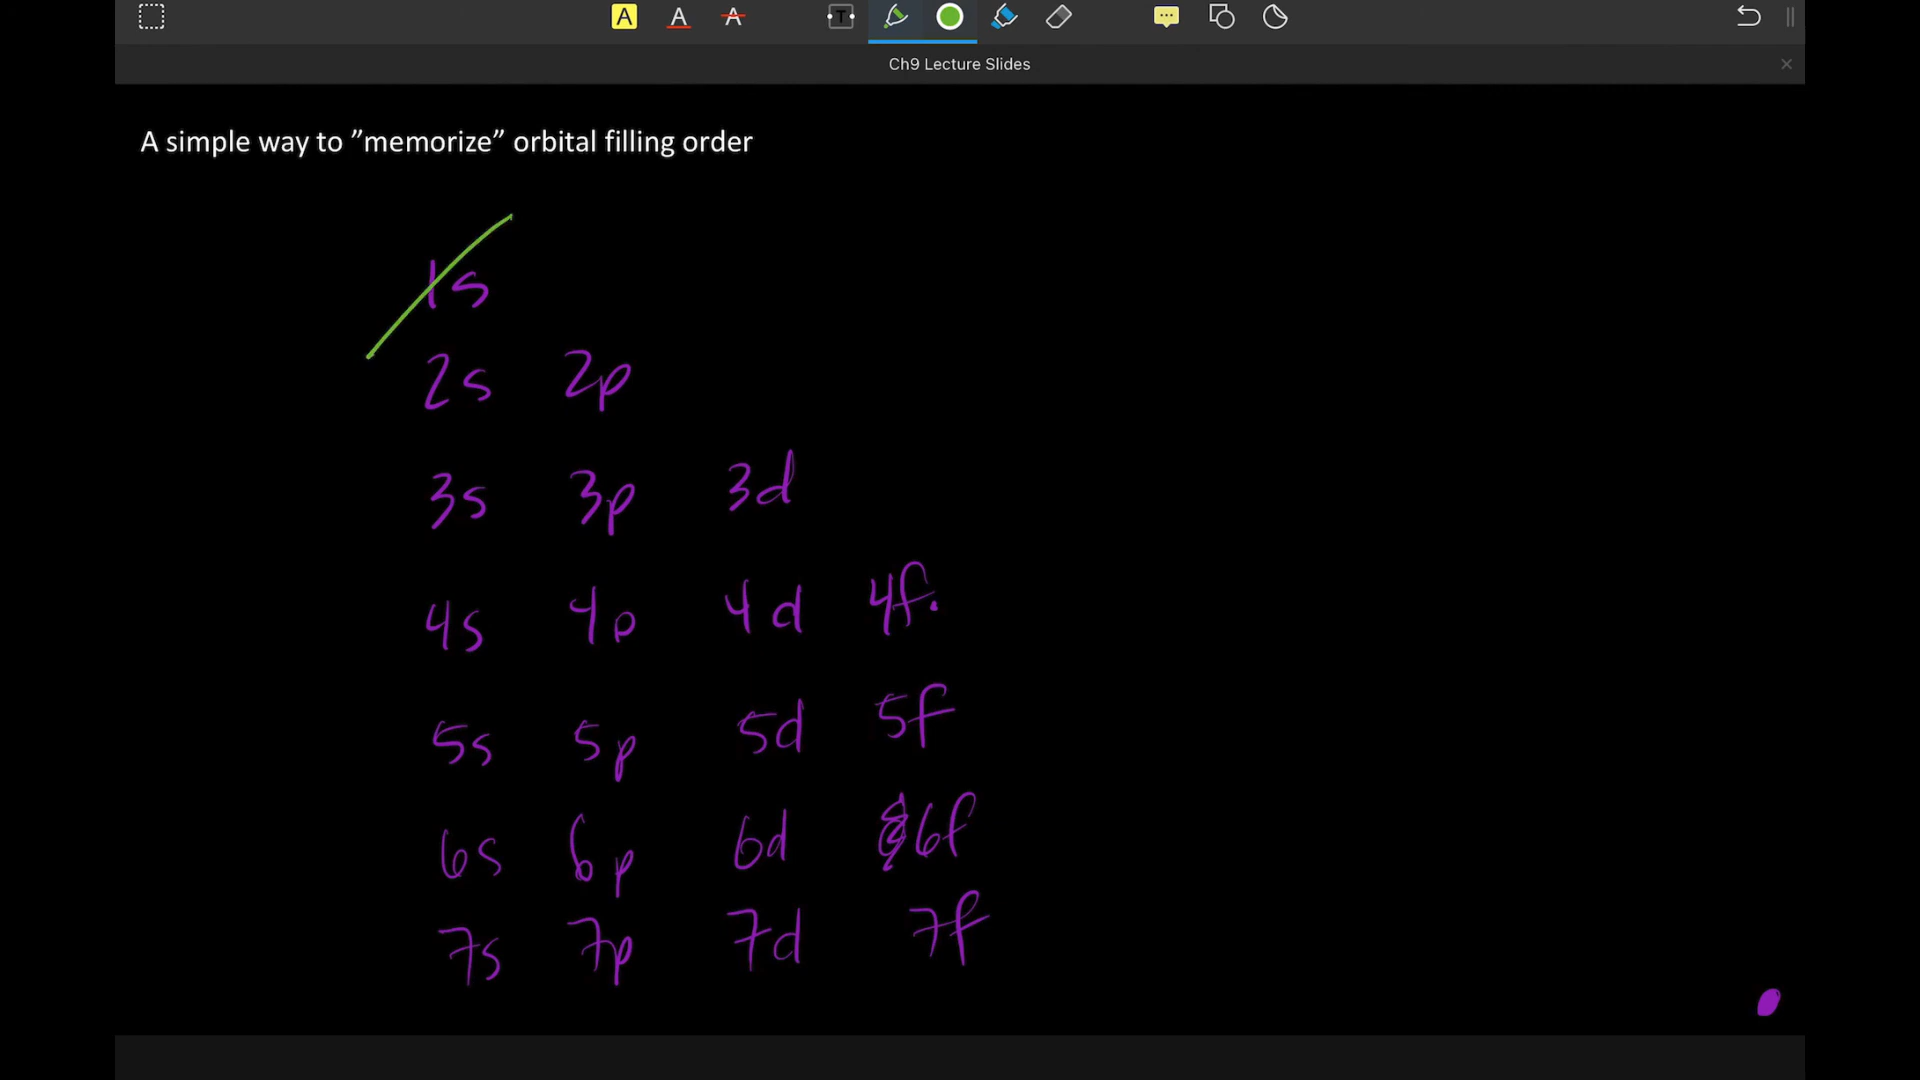 A A A T
Ch9 Lecture Slides
A simple way to ”memorize” orbital filling order
1s
2s 2p
3s 3p 3d
4s 4p 4d 4f
5s 5p 5d 5f
6s 6p 6d 6f
7s 7p 7d 7f